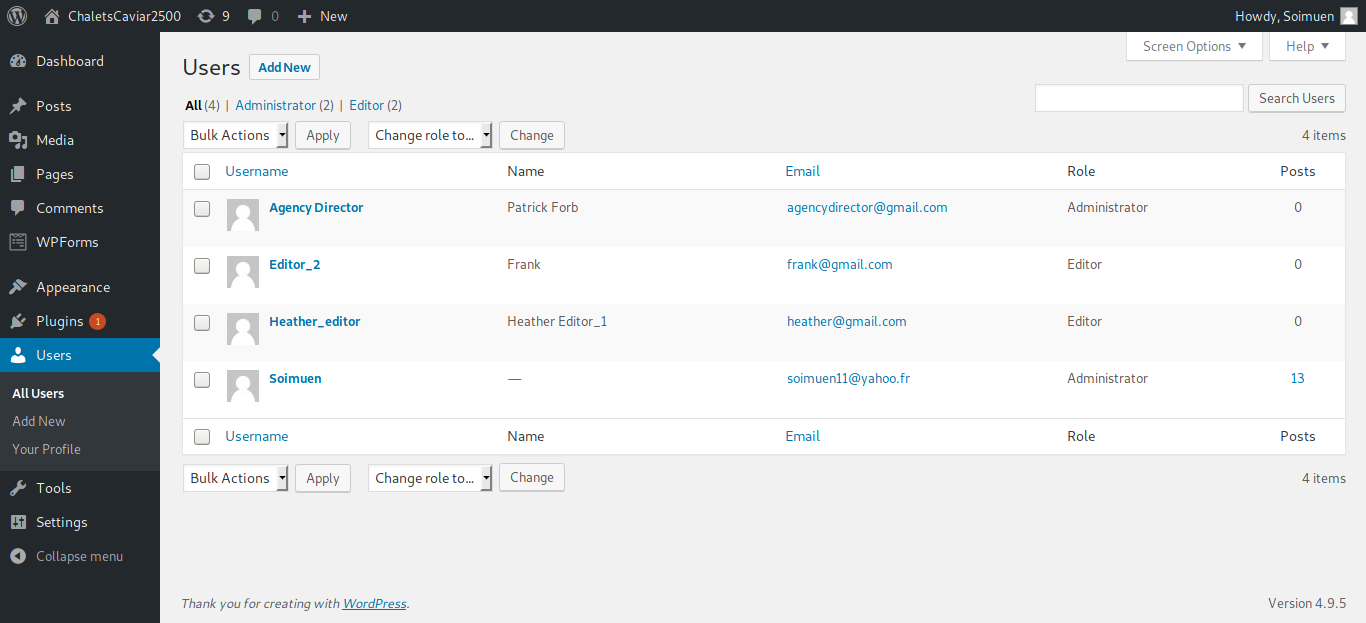 ChaletsCaviar2500 9 0 New Howdy, Soimuen
Screen Options Help
Dashboard
Posts
Media
Pages
Comments
WPForms
Appearance
Plugins 1
Users
All Users
Add New
Your Profile
Tools
Settings
Collapse menu
Users Add New
All (4) | Administrator (2) | Editor (2)
Search Users
Bulk Actions Apply Change role to... Change 4 items
Username Name Email Role Posts
Agency Director Patrick Forb agencydirector@gmail.com Administrator 0
Editor_2 Frank frank@gmail.com Editor 0
Heather_editor Heather Editor_1 heather@gmail.com Editor 0
Soimuen — soimuen11@yahoo.fr Administrator 13
Username Name Email Role Posts
Bulk Actions Apply Change role to... Change 4 items
Thank you for creating with WordPress. Version 4.9.5